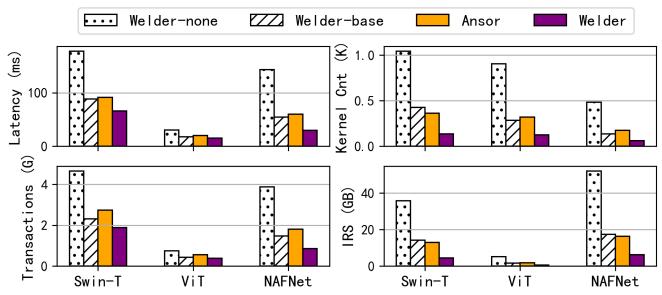 Welder-none Welder-base Ansor Welder
Latency (ms)
100
0
Kernel Cnt (K)
1.0
0.5
0.0
Transactions (G)
4
2
0
Swin-T ViT NAFNet
IRS (GB)
40
20
0
Swin-T ViT NAFNet